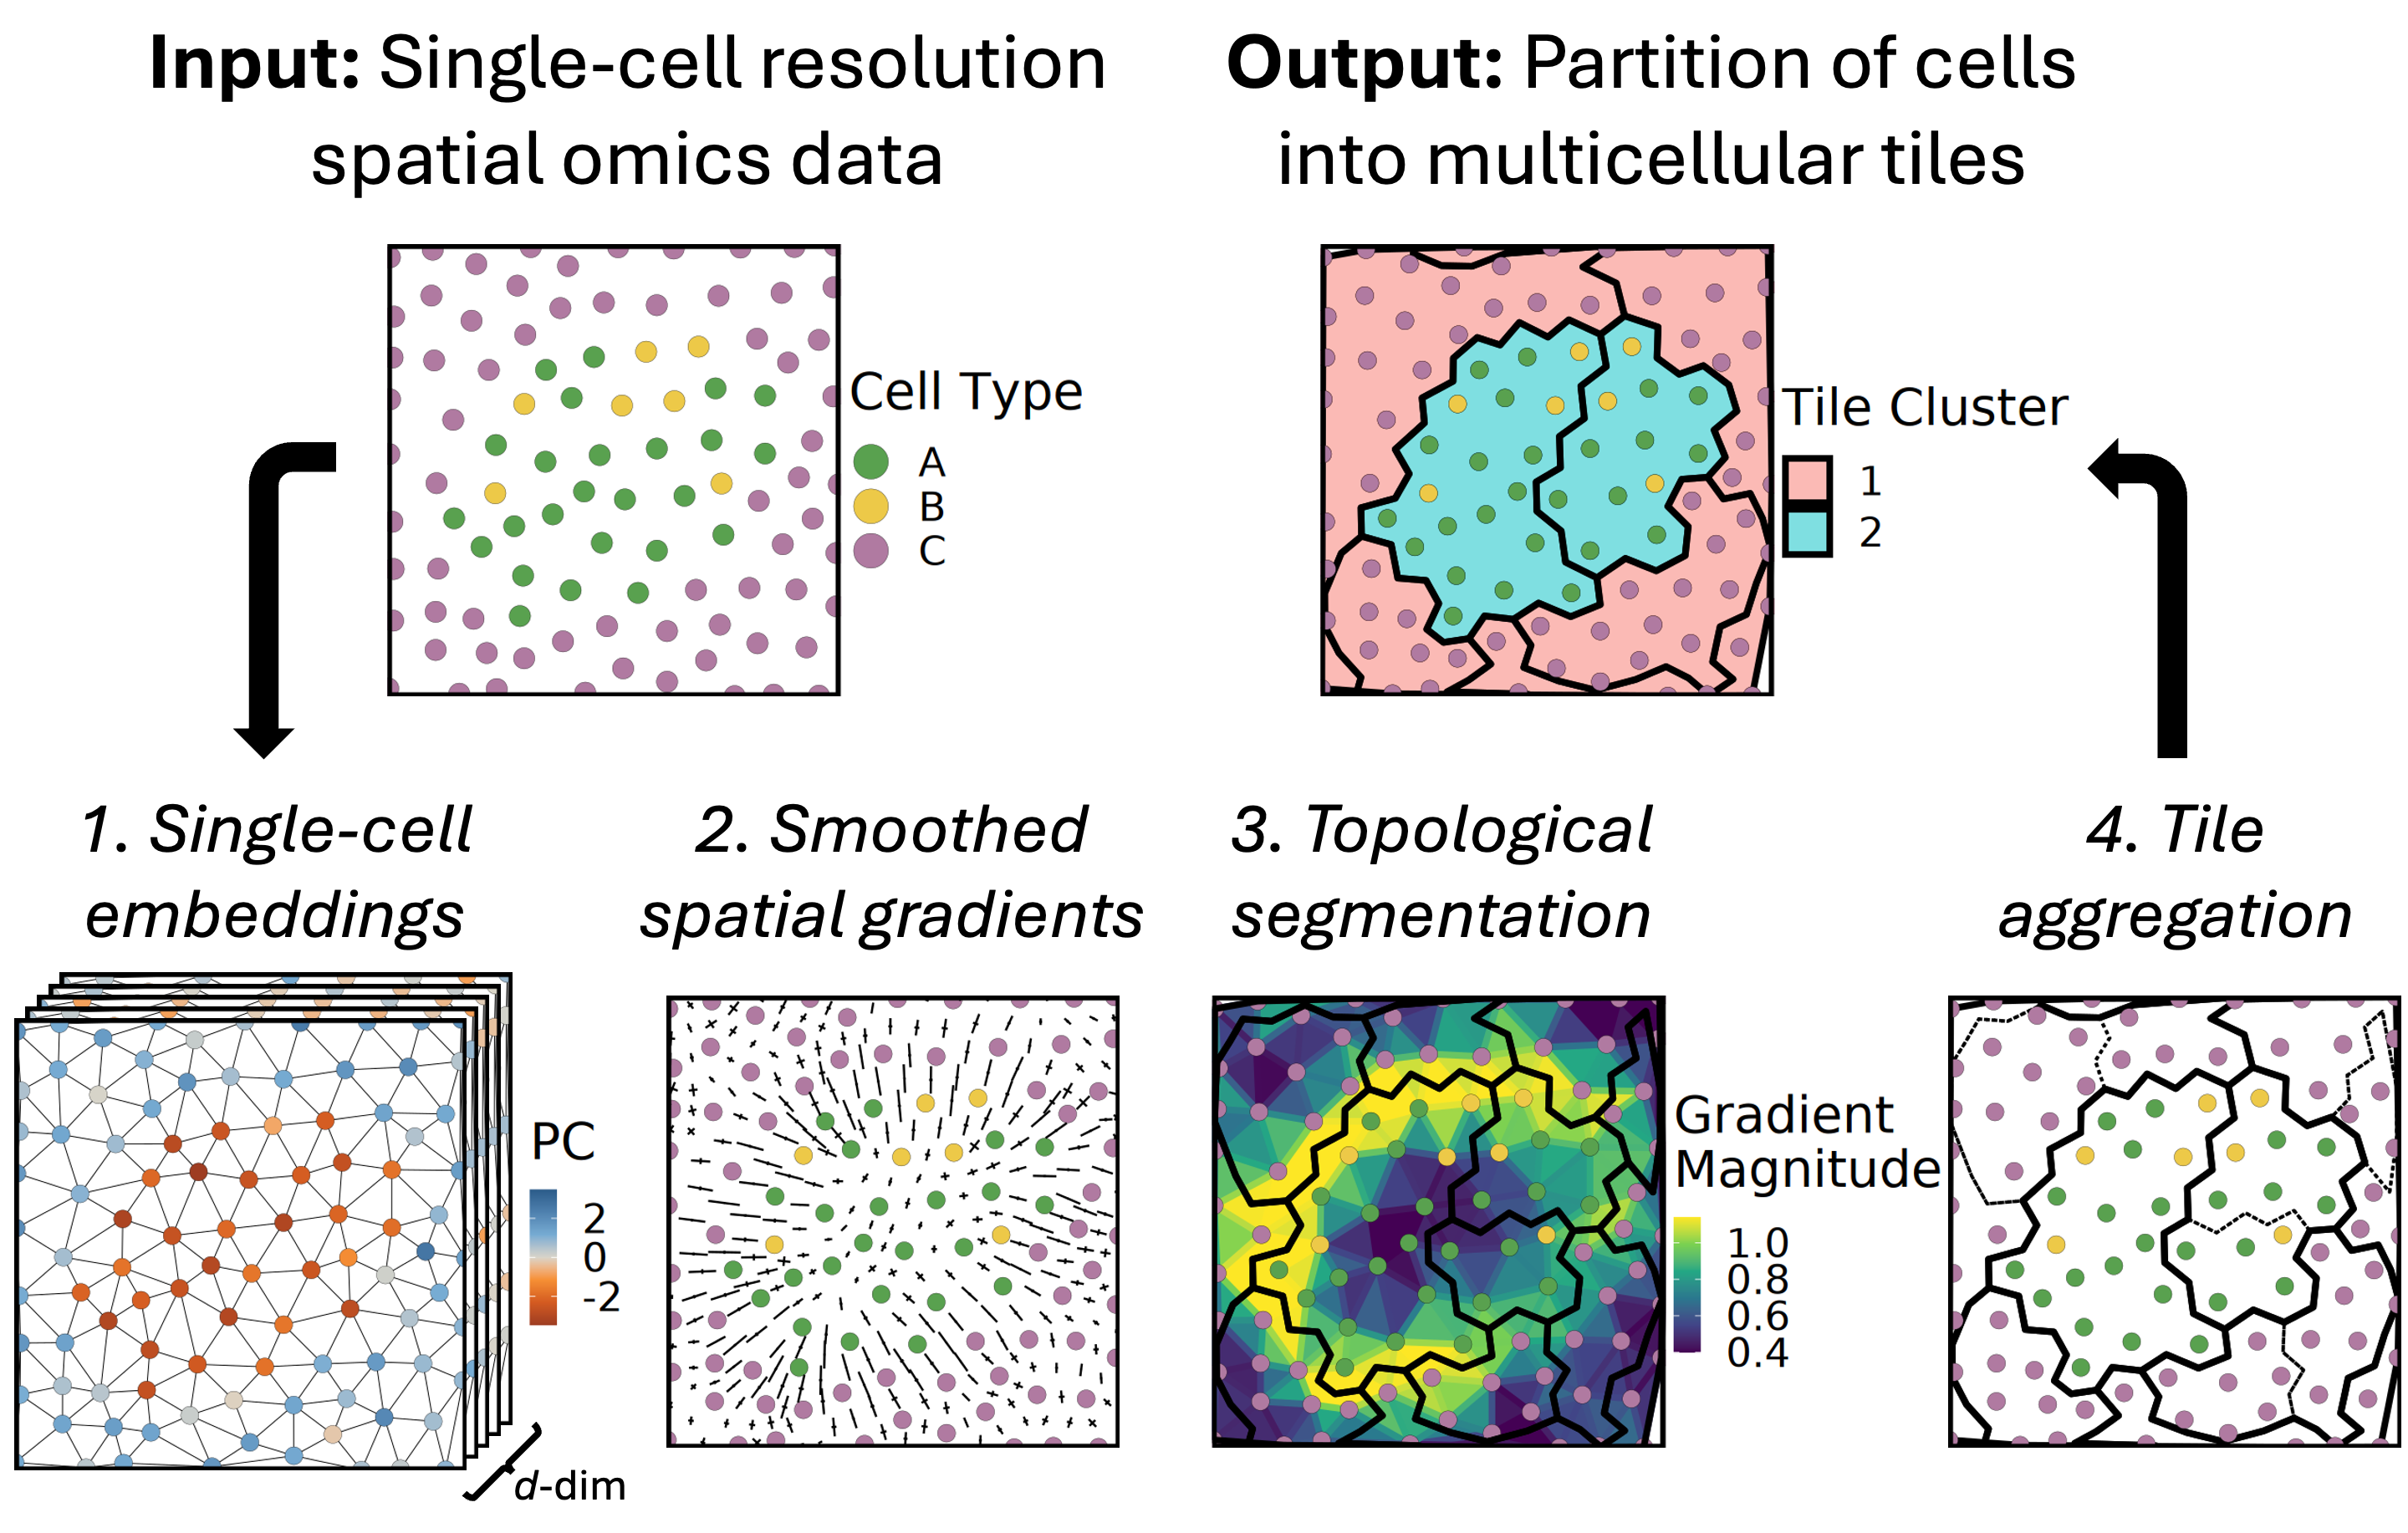 Input: Single-cell resolution
spatial omics data
Output: Partition of cells
into multicellular tiles
Cell Type
A
B
C
Tile Cluster
1
2
1. Single-cell
embeddings
2. Smoothed
spatial gradients
3. Topological
segmentation
4. Tile
aggregation
PC
2
0
-2
d-dim
Gradient
Magnitude
1.0
0.8
0.6
0.4